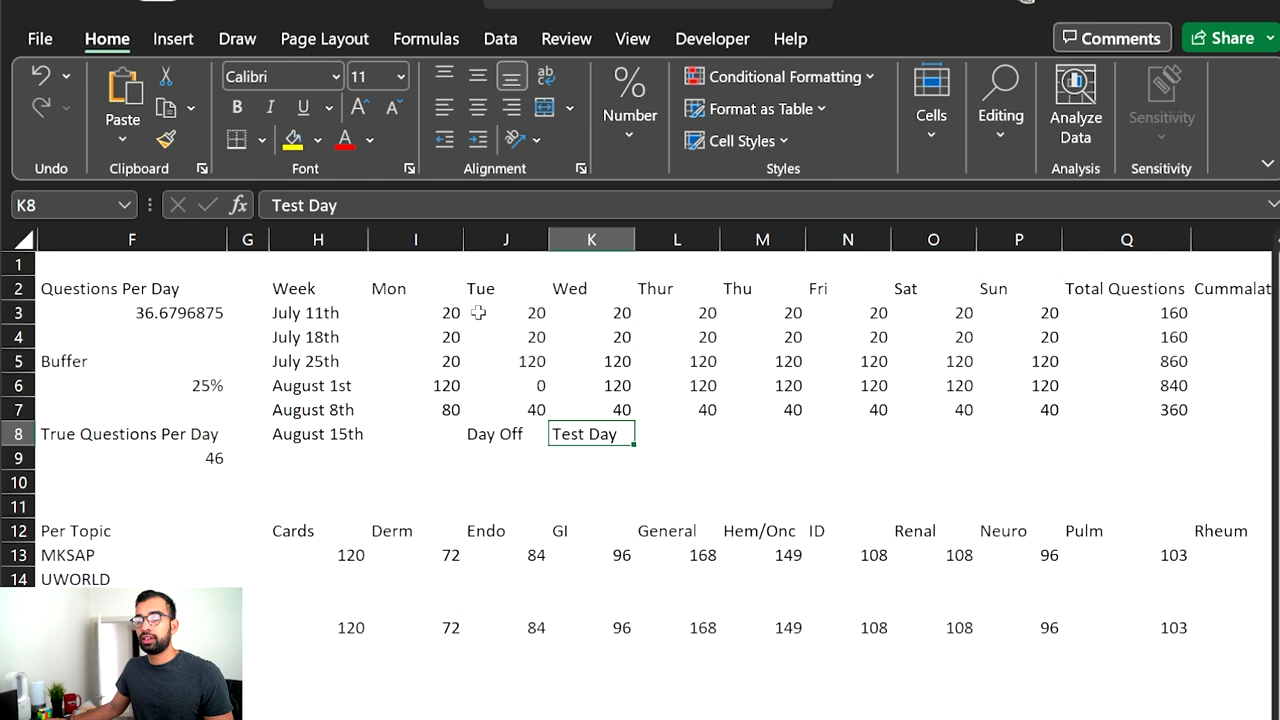 File Home Insert Draw Page Layout Formulas Data Review View Developer Help Comments Share
Calibri 11 Conditional Formatting
Paste Number Format as Table Cells Editing Analyze Data Sensitivity
Cell Styles
Undo Clipboard Font Alignment Styles Analysis Sensitivity
K8 fx Test Day
F G H I J K L M N O P Q
1
2 Questions Per Day Week Mon Tue Wed Thur Thu Fri Sat Sun Total Questions Cummalat
3 36.6796875 July 11th 20 20 20 20 20 20 20 20 160
4 July 18th 20 20 20 20 20 20 20 20 160
5 Buffer July 25th 20 120 120 120 120 120 120 120 860
6 25% August 1st 120 0 120 120 120 120 120 120 840
7 August 8th 80 40 40 40 40 40 40 40 360
8 True Questions Per Day August 15th Day Off Test Day
9 46
10
11
12 Per Topic Cards Derm Endo GI General Hem/Onc ID Renal Neuro Pulm Rheum
13 MKSAP 120 72 84 96 168 149 108 108 96 103
14 UWORLD
120 72 84 96 168 149 108 108 96 103